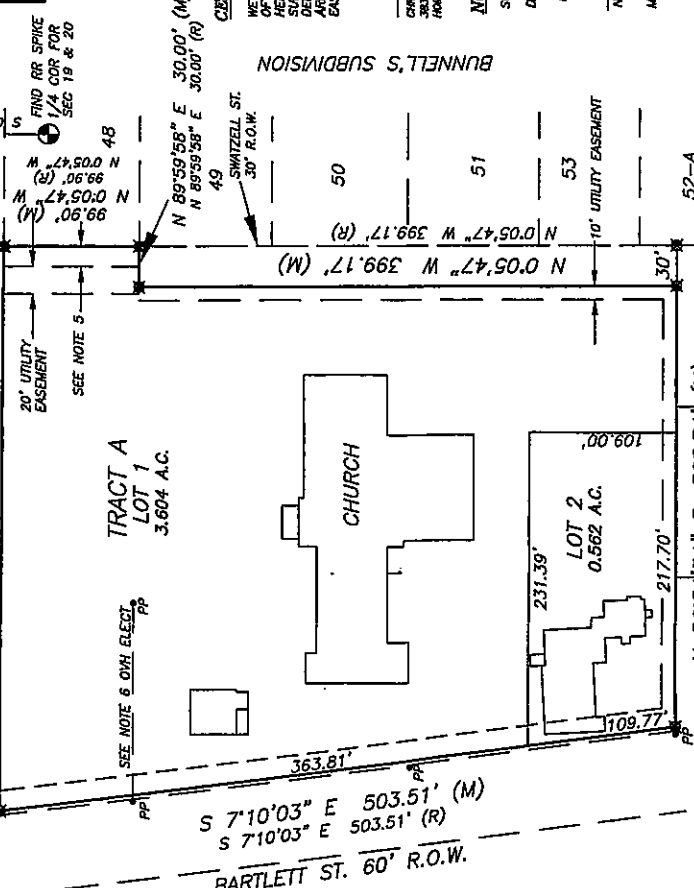 FIND RR SPIKE
1/4 COR FOR
SEC 19 & 20
48
N 0°05'47" W
99.90' (R)
N 0°05'47" W
99.90' (M)
N 89°59'58" E 30.00' (M)
N 89°59'58" E 30.00' (R)
49
SWATZELL ST.
30' R.O.W.
BUNNELL'S SUBDIVISION
50
51
53
52-A
10' UTILITY EASEMENT
N 0°05'47" W 399.17' (R)
N 0°05'47" W 399.17' (M)
30'
20' UTILITY
EASEMENT
SEE NOTE 5
TRACT A
LOT 1
3.604 A.C.
CHURCH
SEE NOTE 6 OVH ELECT
PP
PP
PP
PP
LOT 2
0.562 A.C.
109.00'
231.39'
217.70'
109.77'
363.81'
S 7°10'03" E 503.51' (M)
S 7°10'03" E 503.51' (R)
BARTLETT ST. 60' R.O.W.